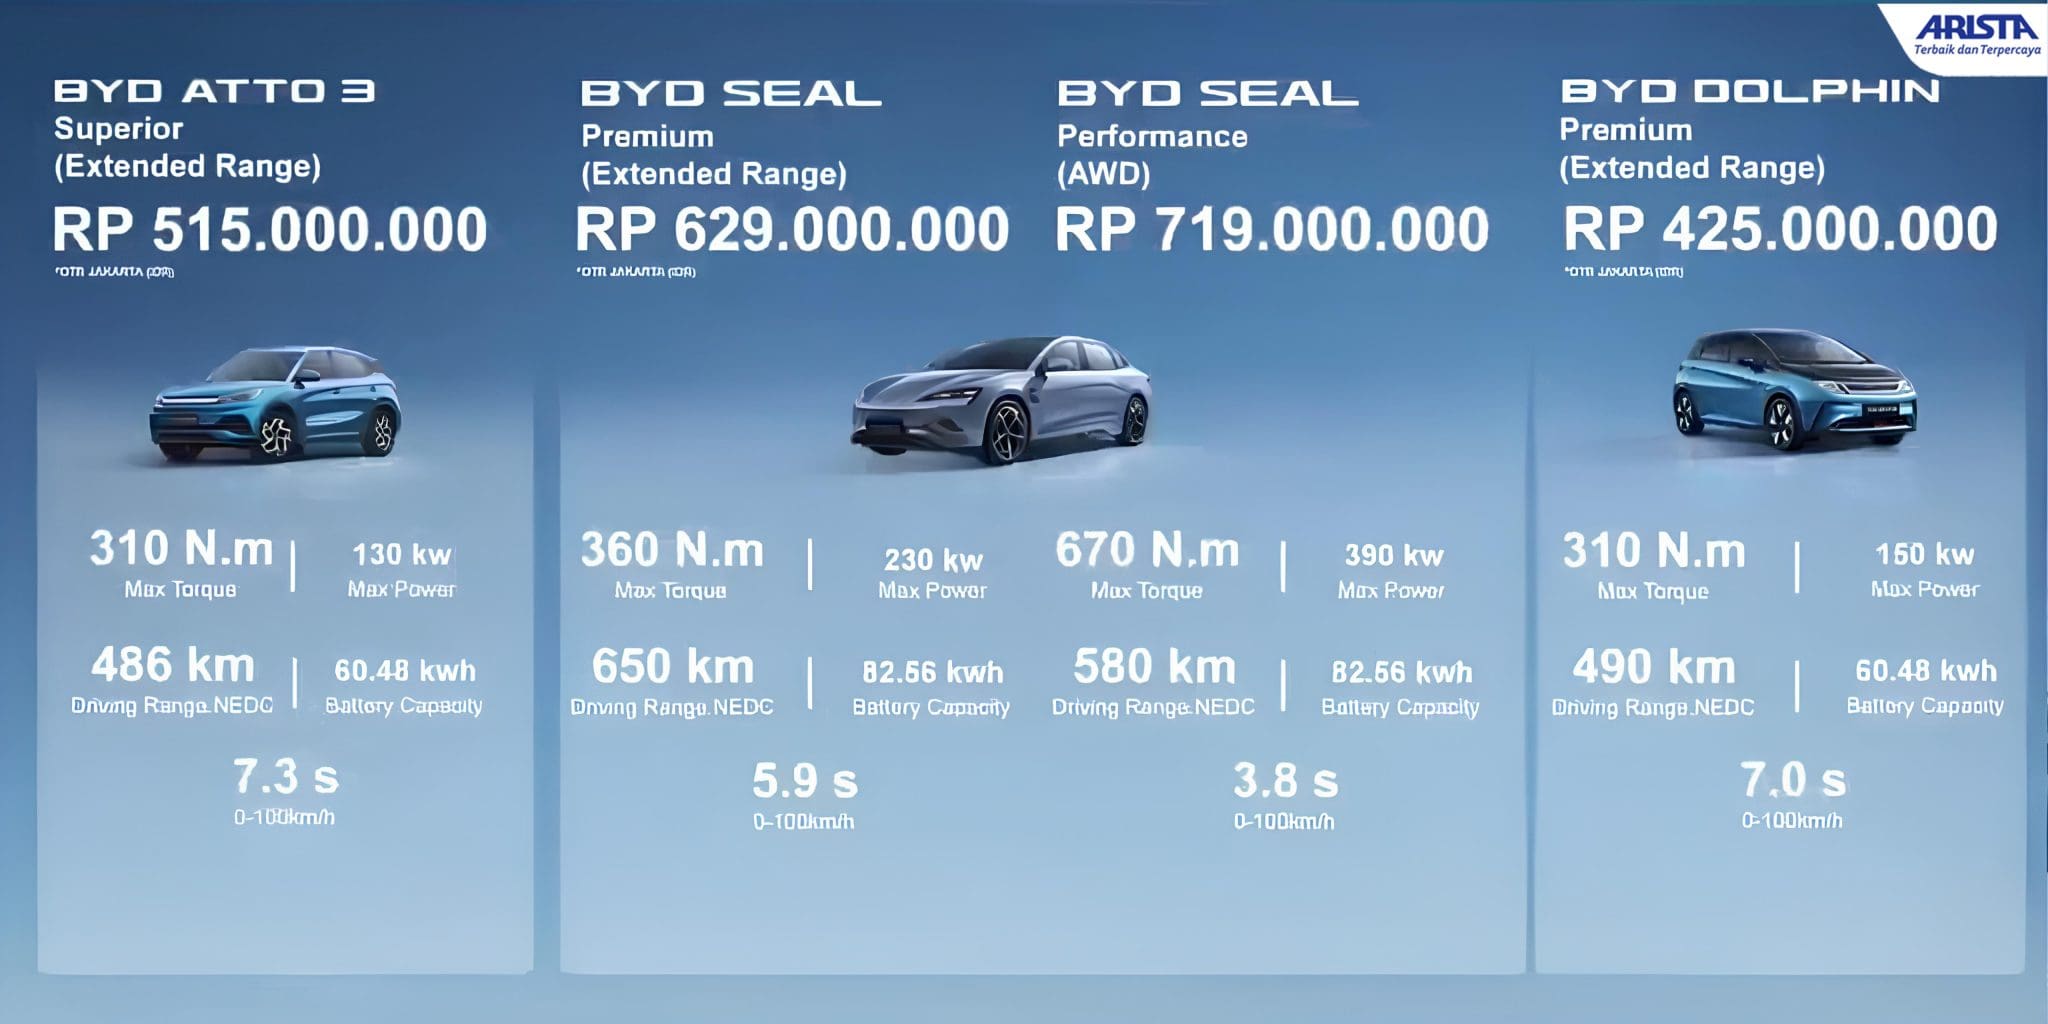 ARISTA
Terbaik dan Terpercaya
BYD ATTO 3
Superior
(Extended Range)
RP 515.000.000
*OTR JAKARTA
BYD SEAL
Premium
(Extended Range)
RP 629.000.000
*OTR JAKARTA
BYD SEAL
Performance
(AWD)
RP 719.000.000
BYD DOLPHIN
Premium
(Extended Range)
RP 425.000.000
*OTR JAKARTA
310 N.m
Max Torque
130 kw
Max Power
486 km
Driving Range.NEDC
60.48 kwh
Battery Capacity
7.3 s
0-100km/h
360 N.m
Max Torque
230 kw
Max Power
650 km
Driving Range.NEDC
82.56 kwh
Battery Capacity
5.9 s
0-100km/h
670 N.m
Max Torque
390 kw
Max Power
580 km
Driving Range.NEDC
82.56 kwh
Battery Capacity
3.8 s
0-100km/h
310 N.m
Max Torque
150 kw
Max Power
490 km
Driving Range.NEDC
60.48 kwh
Battery Capacity
7.0 s
0-100km/h